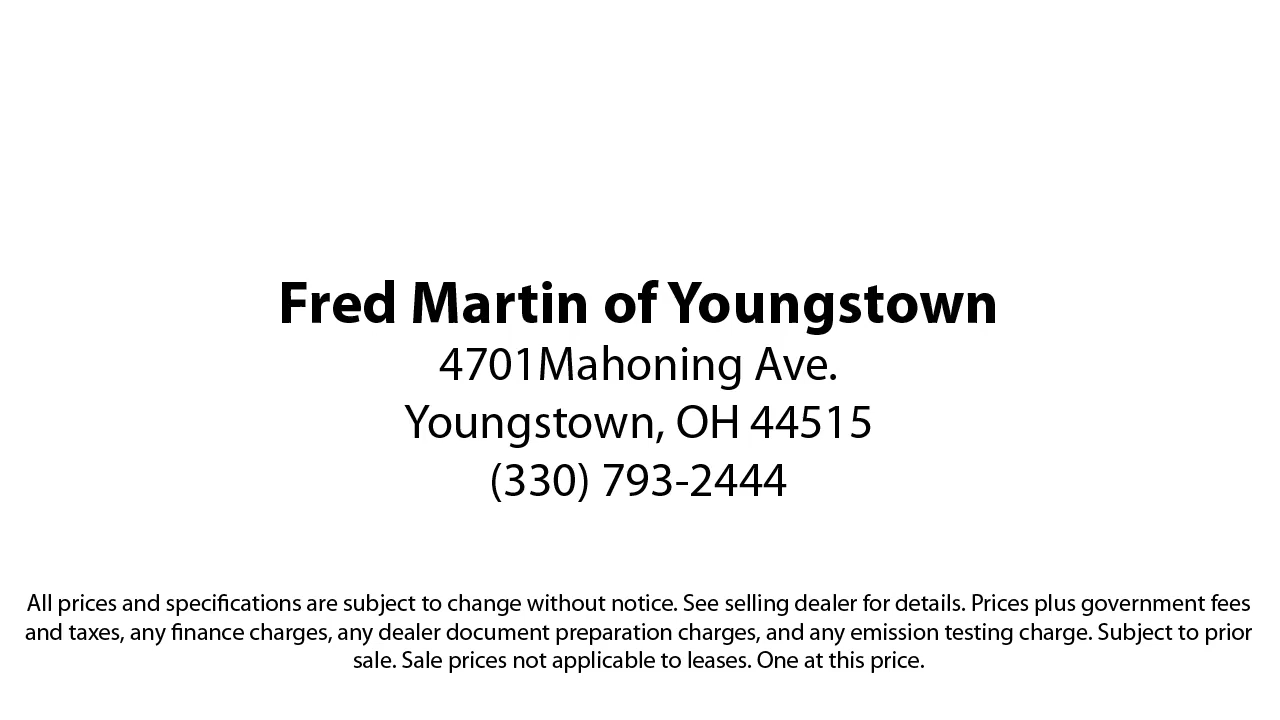 Fred Martin of Youngstown
4701Mahoning Ave.
Youngstown, OH 44515
(330) 793-2444
All prices and specifications are subject to change without notice. See selling dealer for details. Prices plus government fees
and taxes, any finance charges, any dealer document preparation charges, and any emission testing charge. Subject to prior
sale. Sale prices not applicable to leases. One at this price.